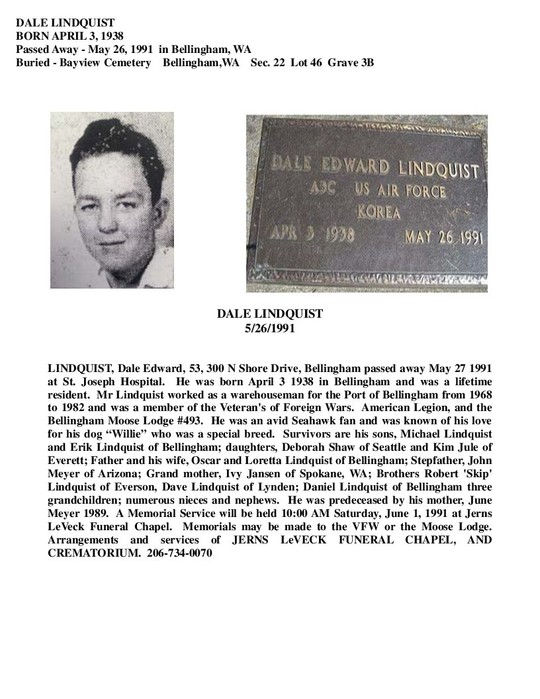 DALE LINDQUIST
BORN APRIL 3, 1938
Passed Away - May 26, 1991 in Bellingham, WA
Buried - Bayview Cemetery Bellingham,WA Sec. 22 Lot 46 Grave 3B
DALE EDWARD LINDQUIST
A3C US AIR FORCE
KOREA
APR 3 1938 MAY 26 1991
DALE LINDQUIST
5/26/1991
LINDQUIST, Dale Edward, 53, 300 N Shore Drive, Bellingham passed away May 27 1991
at St. Joseph Hospital. He was born April 3 1938 in Bellingham and was a lifetime
resident. Mr Lindquist worked as a warehouseman for the Port of Bellingham from 1968
to 1982 and was a member of the Veteran's of Foreign Wars. American Legion, and the
Bellingham Moose Lodge #493. He was an avid Seahawk fan and was known of his love
for his dog “Willie” who was a special breed. Survivors are his sons, Michael Lindquist
and Erik Lindquist of Bellingham; daughters, Deborah Shaw of Seattle and Kim Jule of
Everett; Father and his wife, Oscar and Loretta Lindquist of Bellingham; Stepfather, John
Meyer of Arizona; Grand mother, Ivy Jansen of Spokane, WA; Brothers Robert 'Skip'
Lindquist of Everson, Dave Lindquist of Lynden; Daniel Lindquist of Bellingham three
grandchildren; numerous nieces and nephews. He was predeceased by his mother, June
Meyer 1989. A Memorial Service will be held 10:00 AM Saturday, June 1, 1991 at Jerns
LeVeck Funeral Chapel. Memorials may be made to the VFW or the Moose Lodge.
Arrangements and services of JERNS LeVECK FUNERAL CHAPEL, AND
CREMATORIUM. 206-734-0070